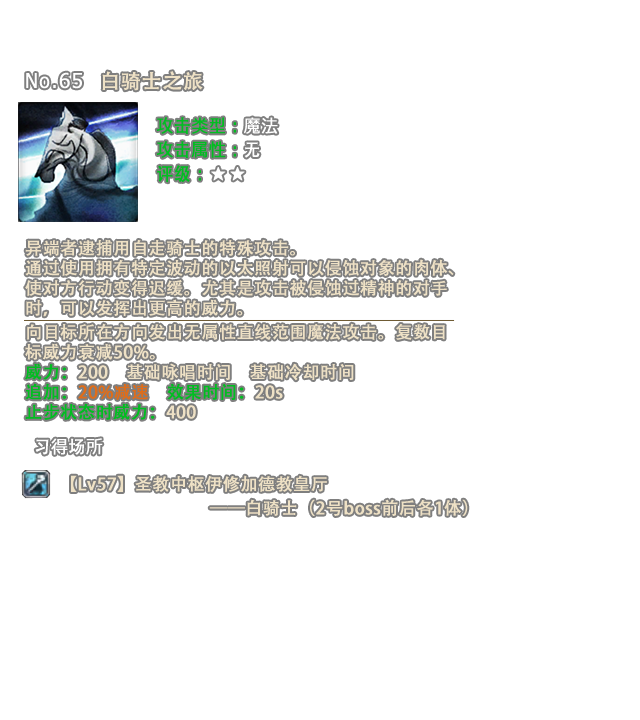 No.65 白骑士之旅
攻击类型：魔法
攻击属性：无
评级：☆☆
异端者逮捕用自走骑士的特殊攻击。
通过使用拥有特定波动的以太照射可以侵蚀对象的肉体、
使对方行动变得迟缓。尤其是攻击被侵蚀过精神的对手
时，可以发挥出更高的威力。
向目标所在方向发出无属性直线范围魔法攻击。复数目
标威力衰减50%。
威力：200 基础咏唱时间 基础冷却时间
追加：20%减速 效果时间：20s
止步状态时威力：400
习得场所
【Lv57】圣教中枢伊修加德教皇厅
——白骑士（2号boss前后各1体）